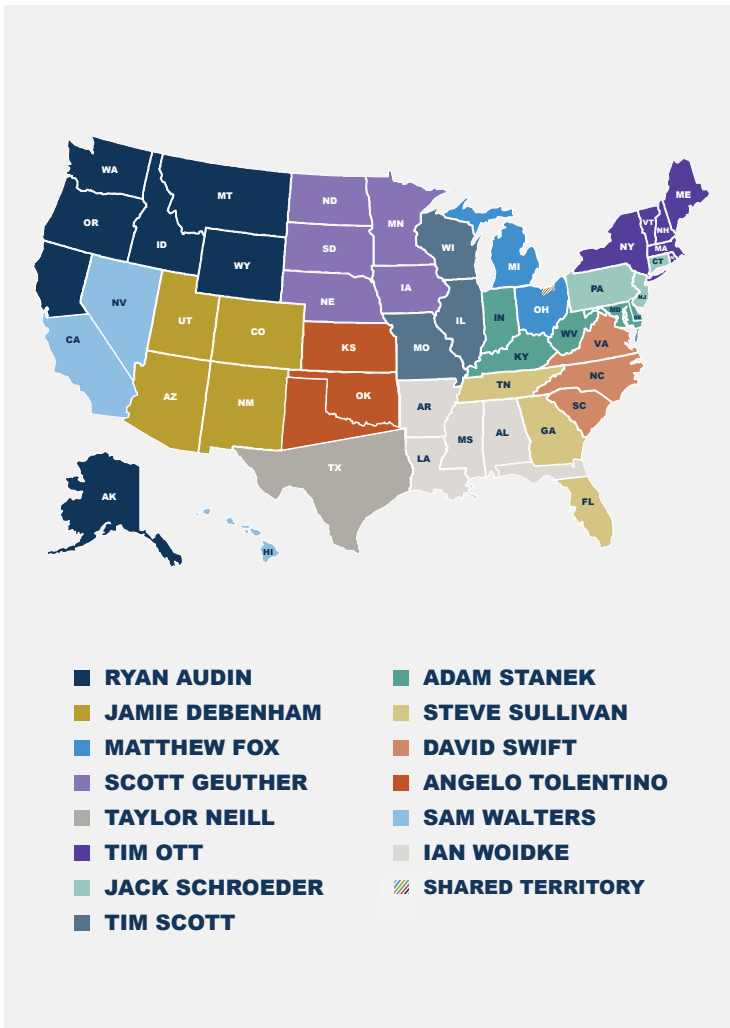 WA
MT
ND
MN
ME
VT
NH
OR
ID
SD
WI
NY
MA
CT
WY
MI
NV
NE
IA
PA
NJ
CA
UT
CO
IL
IN
OH
MD
DE
KS
MO
KY
WV
VA
AZ
NM
OK
TN
NC
AR
SC
MS
AL
GA
LA
TX
AK
FL
HI
RYAN AUDIN
JAMIE DEBENHAM
MATTHEW FOX
SCOTT GEUTHER
TAYLOR NEILL
TIM OTT
JACK SCHROEDER
TIM SCOTT
ADAM STANEK
STEVE SULLIVAN
DAVID SWIFT
ANGELO TOLENTINO
SAM WALTERS
IAN WOIDKE
SHARED TERRITORY